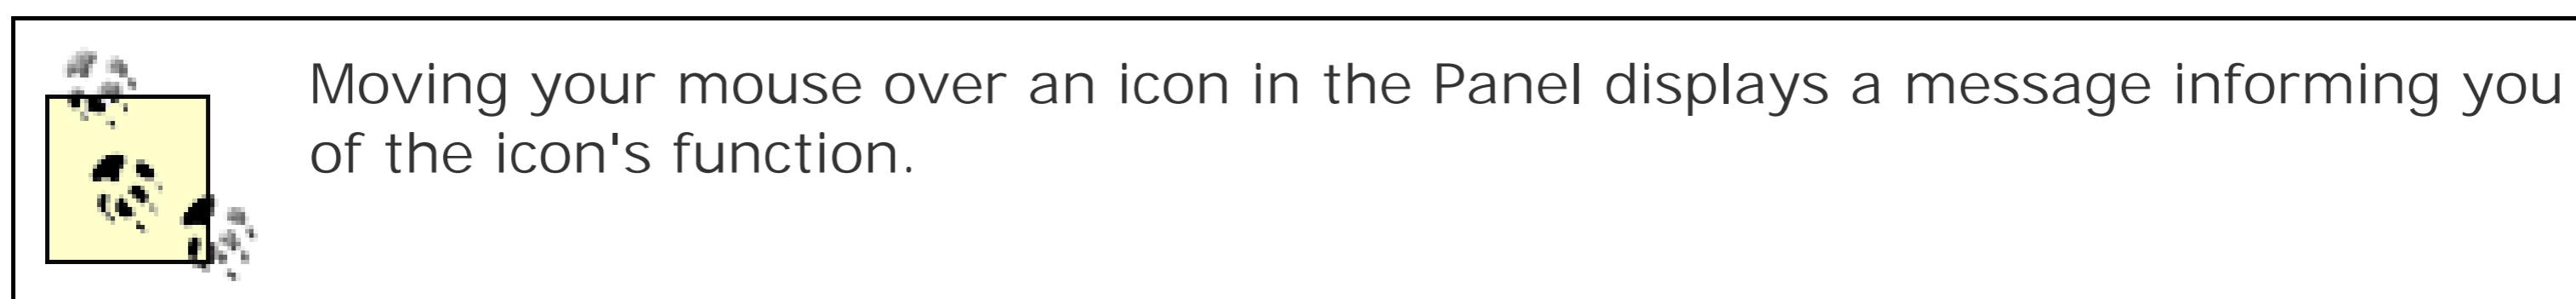 Moving your mouse over an icon in the Panel displays a message informing you
of the icon's function.